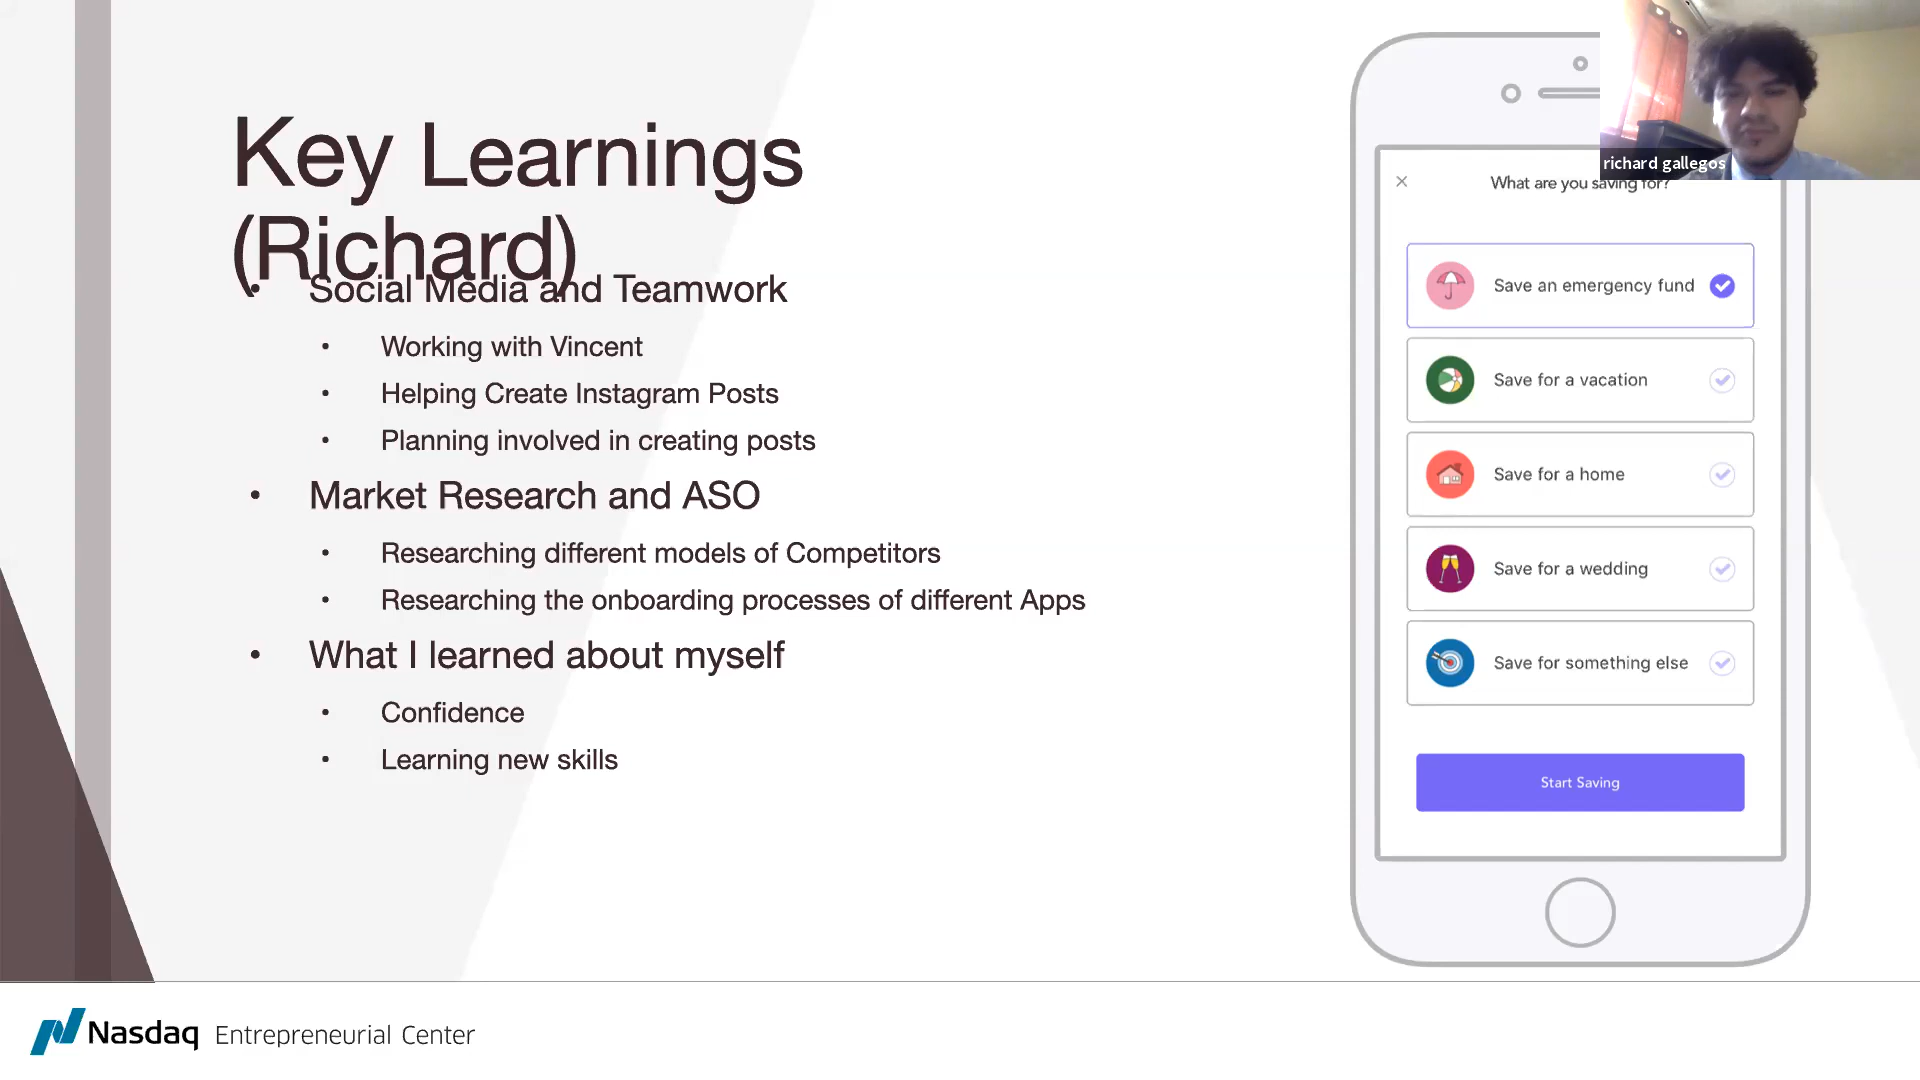 Key Learnings
(Richard)
• Social Media and Teamwork
• Working with Vincent
• Helping Create Instagram Posts
• Planning involved in creating posts
• Market Research and ASO
• Researching different models of Competitors
• Researching the onboarding processes of different Apps
• What I learned about myself
• Confidence
• Learning new skills
richard gallegos
What are you saving for?
Save an emergency fund
Save for a vacation
Save for a home
Save for a wedding
Save for something else
Start Saving
Nasdaq Entrepreneurial Center